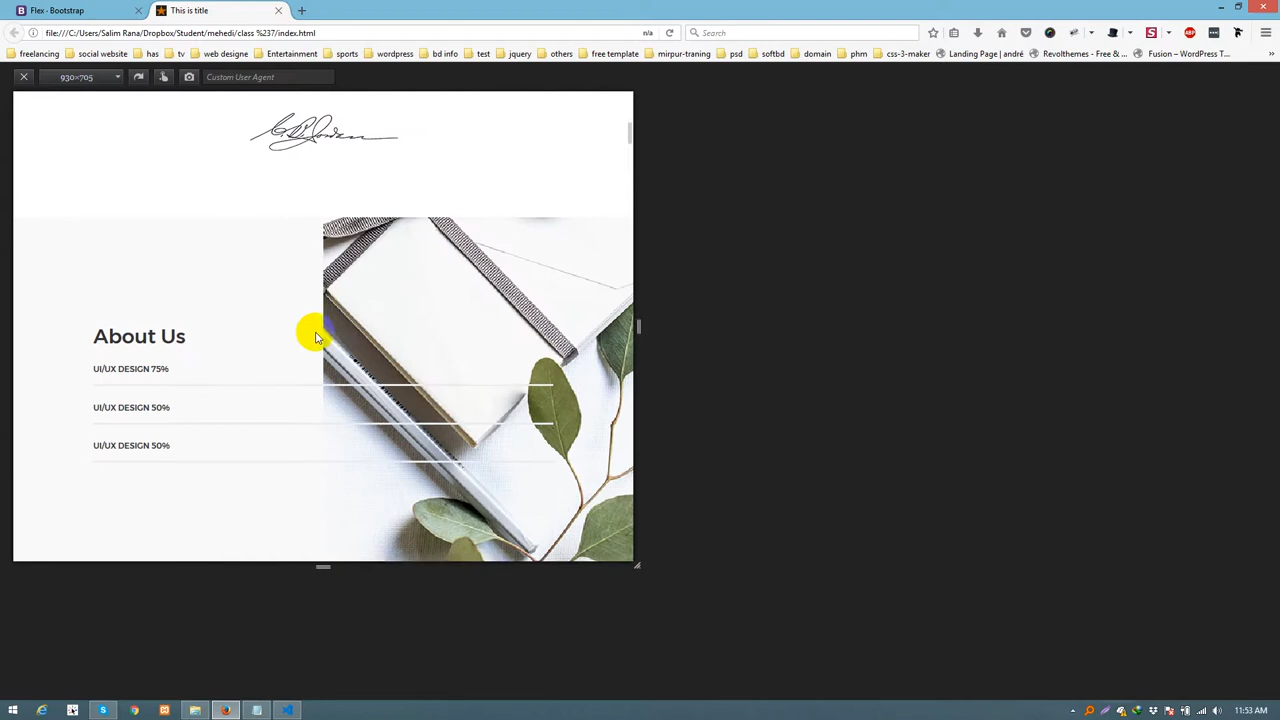 Flex - Bootstrap
This is title
file:///C:/Users/Salim Rana/Dropbox/Student/mehedi/class %237/index.html
n/a
Search
freelancing
social website
has
tv
web designe
Entertainment
sports
wordpress
bd info
test
jquery
others
free template
mirpur-traning
psd
softbd
domain
phm
css-3-maker
Landing Page | andré
Revolthemes - Free & ...
Fusion – WordPress T...
930×705
Custom User Agent
About Us
UI/UX DESIGN 75%
UI/UX DESIGN 50%
UI/UX DESIGN 50%
11:53 AM